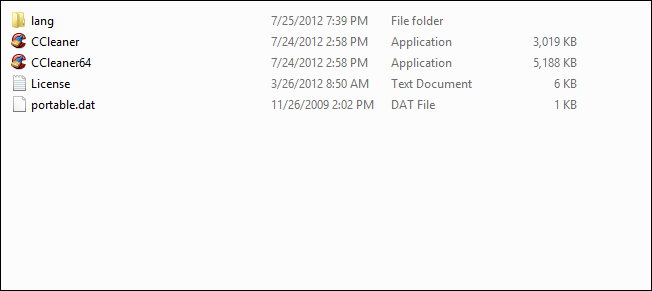 lang 7/25/2012 7:39 PM File folder
CCleaner 7/24/2012 2:58 PM Application 3,019 KB
CCleaner64 7/24/2012 2:58 PM Application 5,188 KB
License 3/26/2012 8:50 AM Text Document 6 KB
portable.dat 11/26/2009 2:02 PM DAT File 1 KB